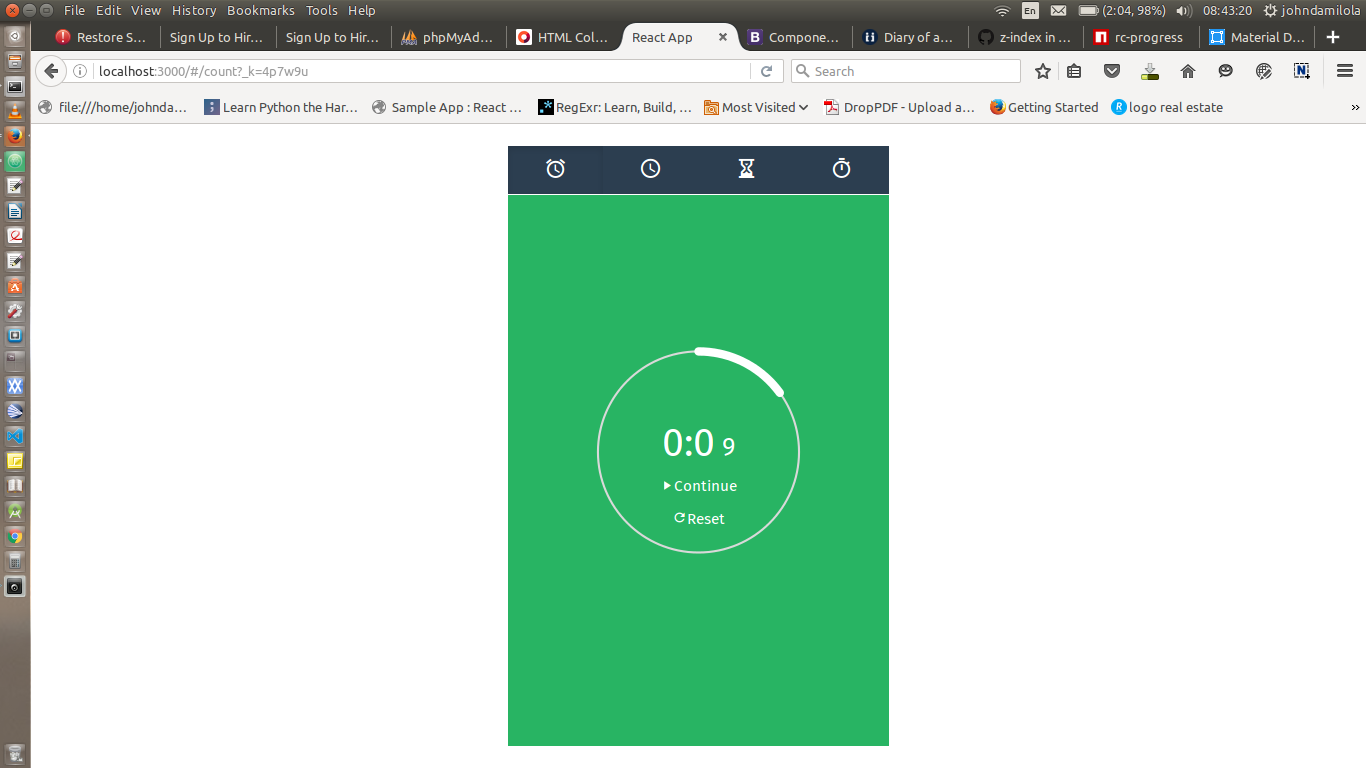 File Edit View History Bookmarks Tools Help En (2:04, 98%) 08:43:20 johndamilola
Restore S... Sign Up to Hir... Sign Up to Hir... phpMyAd... HTML Col... React App Compone... Diary of a... z-index in ... rc-progress Material D...
localhost:3000/#/count?_k=4p7w9u Search
file:///home/johnda... Learn Python the Har... Sample App : React ... RegExr: Learn, Build, ... Most Visited DropPDF - Upload a... Getting Started logo real estate
0:0 9
Continue
Reset